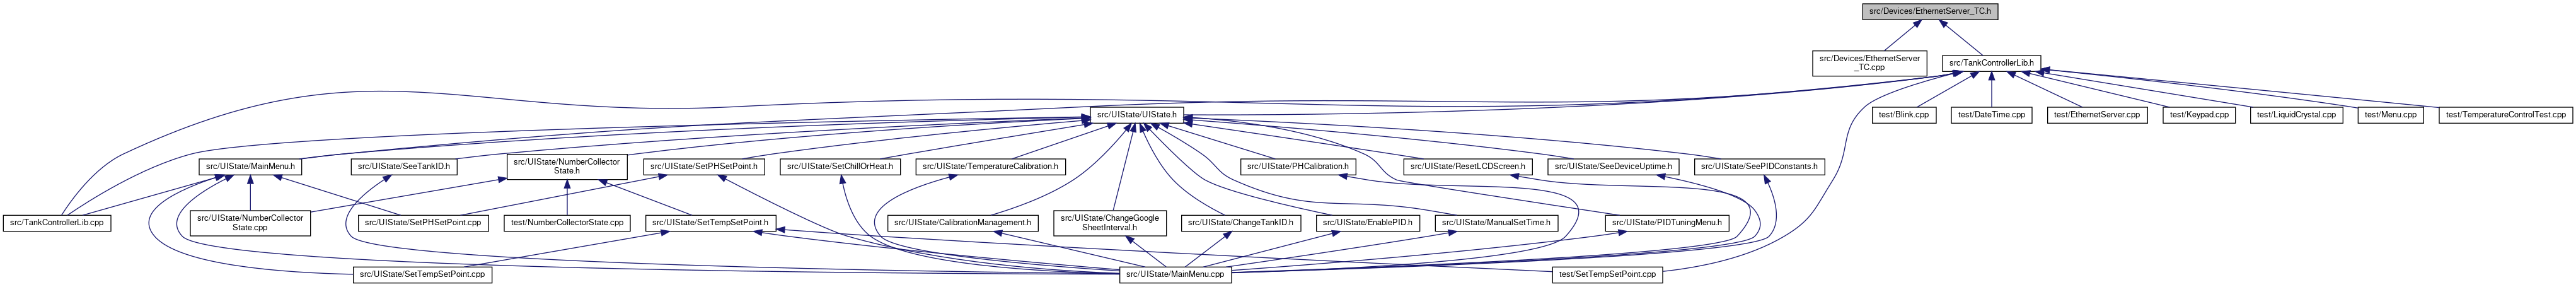 src/Devices/EthernetServer_TC.h
src/Devices/EthernetServer
_TC.cpp
src/TankControllerLib.h
src/UIState/UIState.h
test/Blink.cpp
test/DateTime.cpp
test/EthernetServer.cpp
test/Keypad.cpp
test/LiquidCrystal.cpp
test/Menu.cpp
test/TemperatureControlTest.cpp
src/UIState/MainMenu.h
src/UIState/SeeTankID.h
src/UIState/NumberCollector
State.h
src/UIState/SetPHSetPoint.h
src/UIState/SetChillOrHeat.h
src/UIState/TemperatureCalibration.h
src/UIState/PHCalibration.h
src/UIState/ResetLCDScreen.h
src/UIState/SeeDeviceUptime.h
src/UIState/SeePIDConstants.h
src/TankControllerLib.cpp
src/UIState/NumberCollector
State.cpp
src/UIState/SetPHSetPoint.cpp
test/NumberCollectorState.cpp
src/UIState/SetTempSetPoint.h
src/UIState/CalibrationManagement.h
src/UIState/ChangeGoogle
SheetInterval.h
src/UIState/ChangeTankID.h
src/UIState/EnablePID.h
src/UIState/ManualSetTime.h
src/UIState/PIDTuningMenu.h
src/UIState/SetTempSetPoint.cpp
src/UIState/MainMenu.cpp
test/SetTempSetPoint.cpp